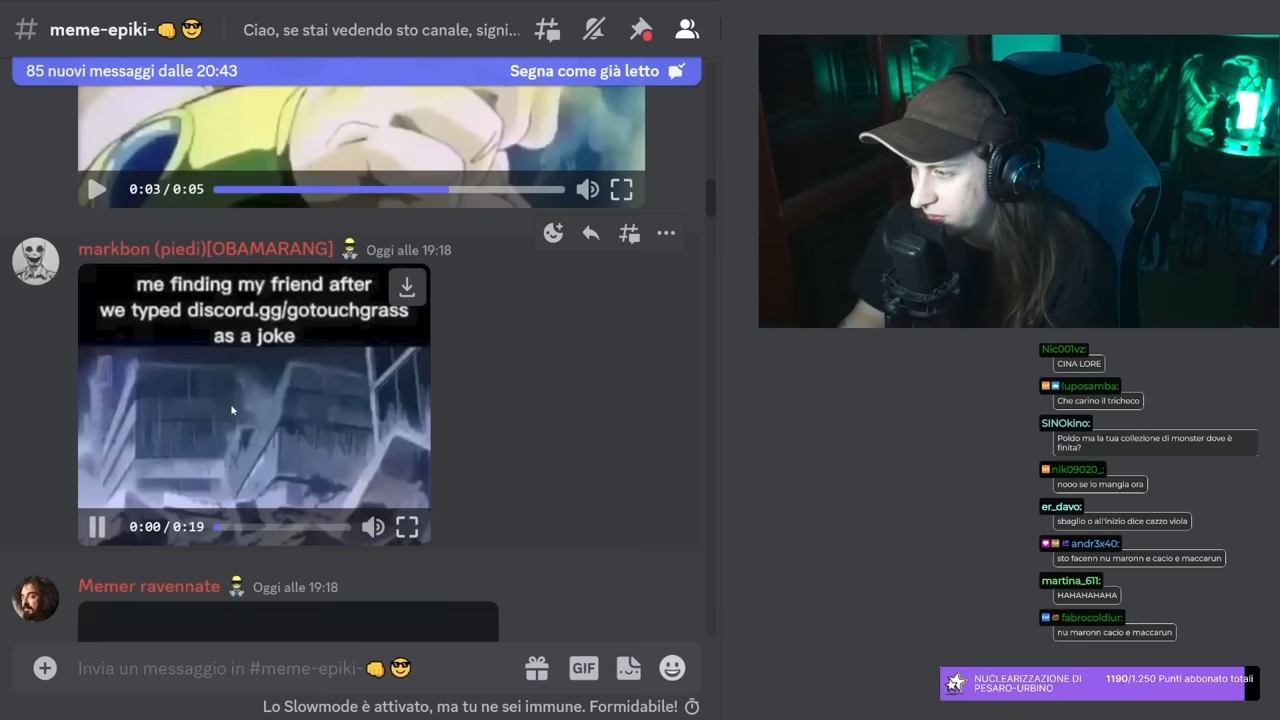 meme-epiki-👊😎
Ciao, se stai vedendo sto canale, signi...
85 nuovi messaggi dalle 20:43
Segna come già letto
0:03/0:05
markbon (piedi)[OBAMARANG]
Oggi alle 19:18
me finding my friend after
we typed discord.gg/gotouchgrass
as a joke
0:00/0:19
Memer ravennate
Oggi alle 19:18
Invia un messaggio in #meme-epiki-👊😎
GIF
Lo Slowmode è attivato, ma tu ne sei immune. Formidabile!
Nic001vz:
CINA LORE
luposamba:
Che carino il tricheco
SINOkino:
Poldo ma la tua collezione di monster dove è
finita?
nik09020_:
nooo se lo mangia ora
er_davo:
sbaglio o all'inizio dice cazzo viola
andr3x40:
sto facenn nu maronn e cacio e maccarun
martina_611:
HAHAHAHAHA
fabrocoldiur:
nu maronn cacio e maccarun
NUCLEARIZZAZIONE DI
PESARO-URBINO
1190/1.250 Punti abbonato totali